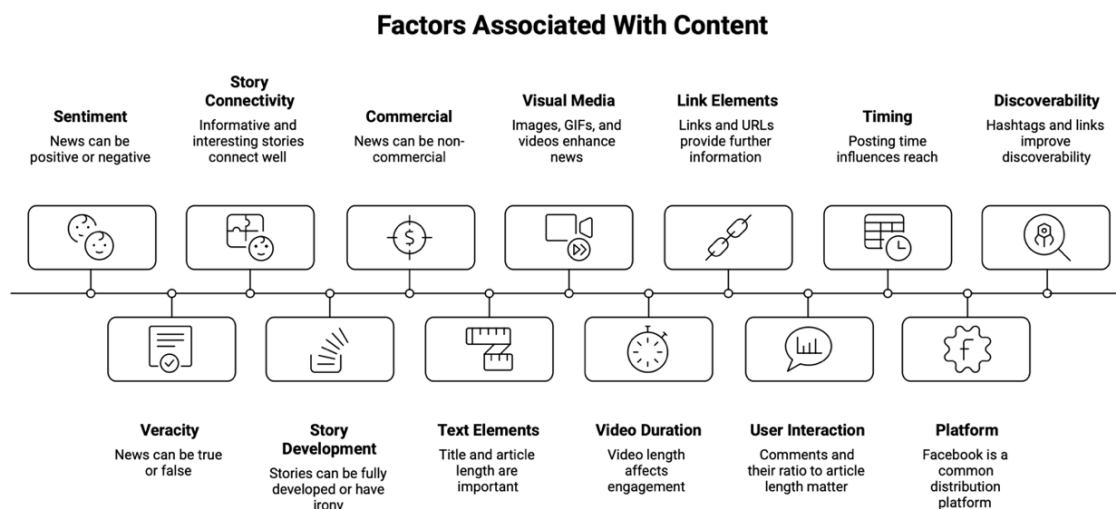 Factors Associated With Content
Sentiment
News can be
positive or negative
Story
Connectivity
Informative and
interesting stories
connect well
Commercial
News can be non-
commercial
Visual Media
Images, GIFs, and
videos enhance
news
Link Elements
Links and URLs
provide further
information
Timing
Posting time
influences reach
Discoverability
Hashtags and links
improve
discoverability
$
f
Veracity
News can be true
or false
Story
Development
Stories can be fully
developed or have
irony
Text Elements
Title and article
length are
important
Video Duration
Video length
affects
engagement
User Interaction
Comments and
their ratio to article
length matter
Platform
Facebook is a
common
distribution
platform